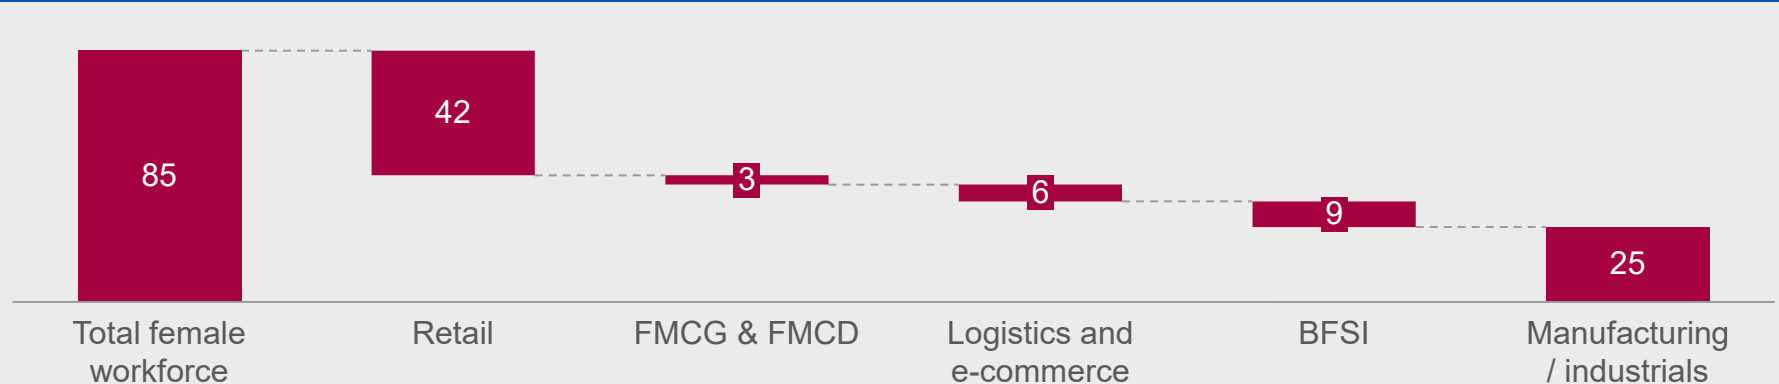 85
42
3
6
9
25
Total female
workforce
Retail
FMCG & FMCD
Logistics and
e-commerce
BFSI
Manufacturing
/ industrials